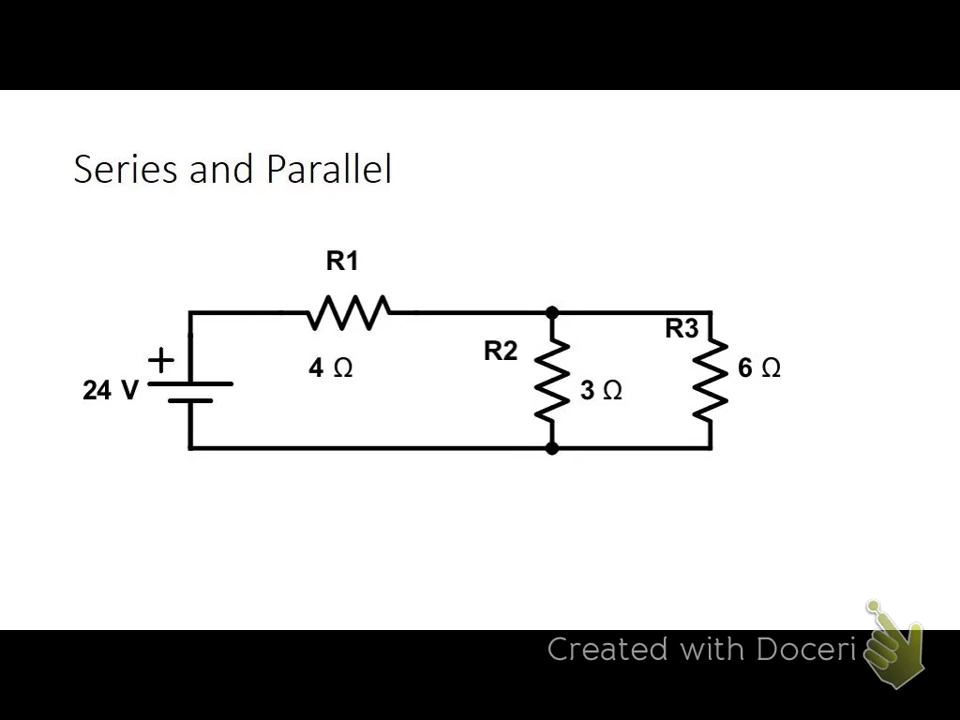 Series and Parallel
R1
4 Ω
R2
3 Ω
R3
6 Ω
+
24 V
Created with Doceri